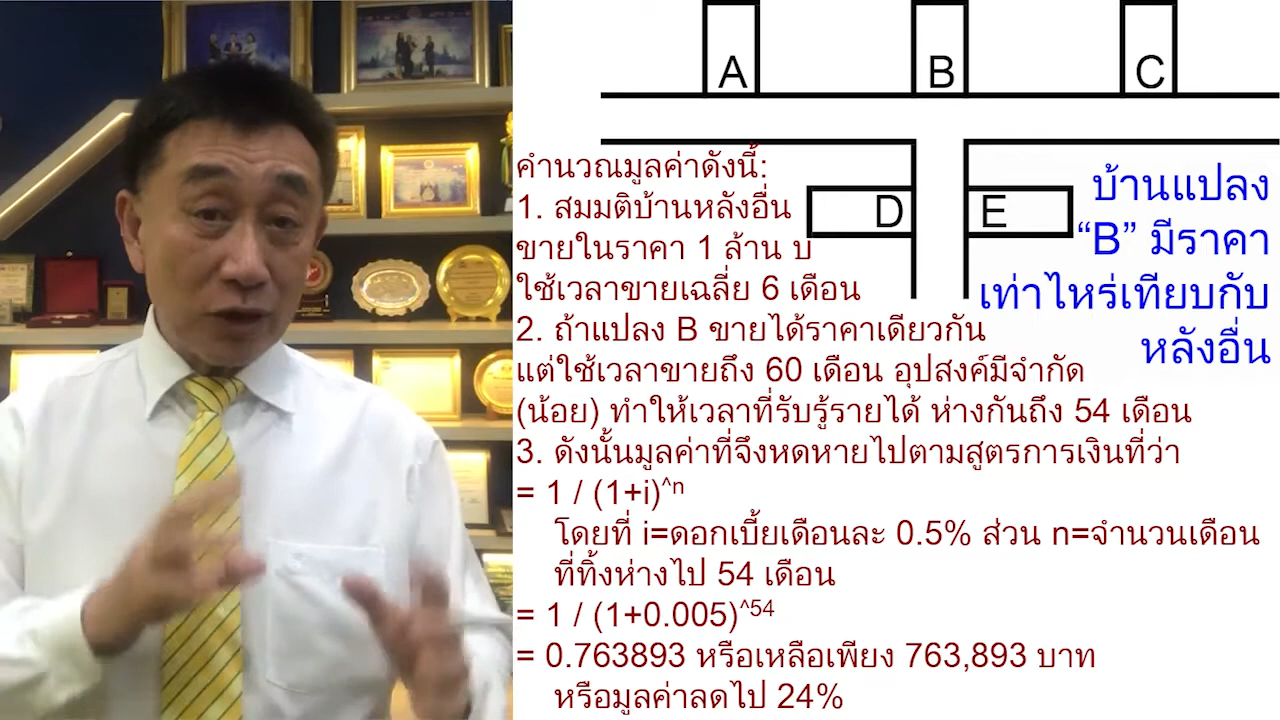 A
B
C
D
E
บ้านแปลง
“B” มีราคา
เท่าไหร่เทียบกับ
หลังอื่น
คำนวณมูลค่าดังนี้:
1. สมมติบ้านหลังอื่น
ขายในราคา 1 ล้าน บ
ใช้เวลาขายเฉลี่ย 6 เดือน
2. ถ้าแปลง B ขายได้ราคาเดียวกัน
แต่ใช้เวลาขายถึง 60 เดือน อุปสงค์มีจำกัด
(น้อย) ทำให้เวลาที่รับรู้รายได้ ห่างกันถึง 54 เดือน
3. ดังนั้นมูลค่าที่จึงหดหายไปตามสูตรการเงินที่ว่า
= 1 / (1+i)^n
โดยที่ i=ดอกเบี้ยเดือนละ 0.5% ส่วน n=จำนวนเดือน
ที่ทิ้งห่างไป 54 เดือน
= 1 / (1+0.005)^54
= 0.763893 หรือเหลือเพียง 763,893 บาท
หรือมูลค่าลดไป 24%